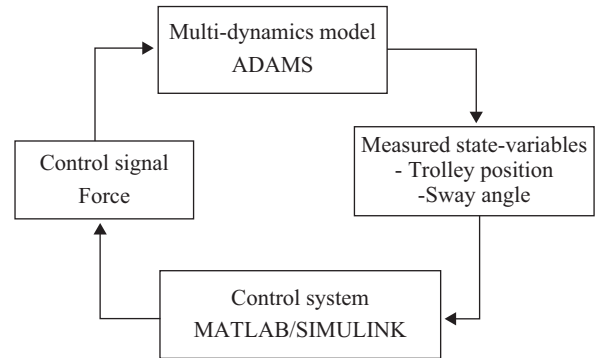 Multi-dynamics model
ADAMS
Measured state-variables
- Trolley position
-Sway angle
Control signal
Force
Control system
MATLAB/SIMULINK